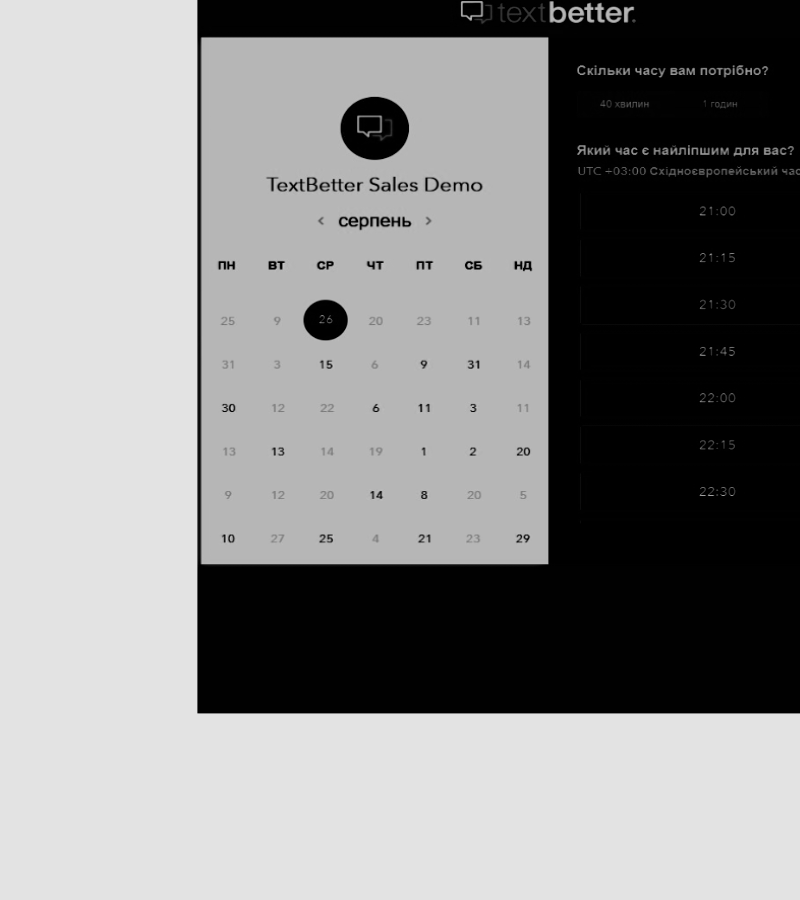 textbetter.
TextBetter Sales Demo
< серпень >
ПН ВТ СР ЧТ ПТ СБ НД
25 9 26 20 23 11 13
31 3 15 6 9 31 14
30 12 22 6 11 3 11
13 13 14 19 1 2 20
9 12 20 14 8 20 5
10 27 25 4 21 23 29
Скільки часу вам потрібно?
40 хвилин 1 годин
Який час є найліпшим для вас?
UTC +03:00 Східноєвропейський час
21:00
21:15
21:30
21:45
22:00
22:15
22:30